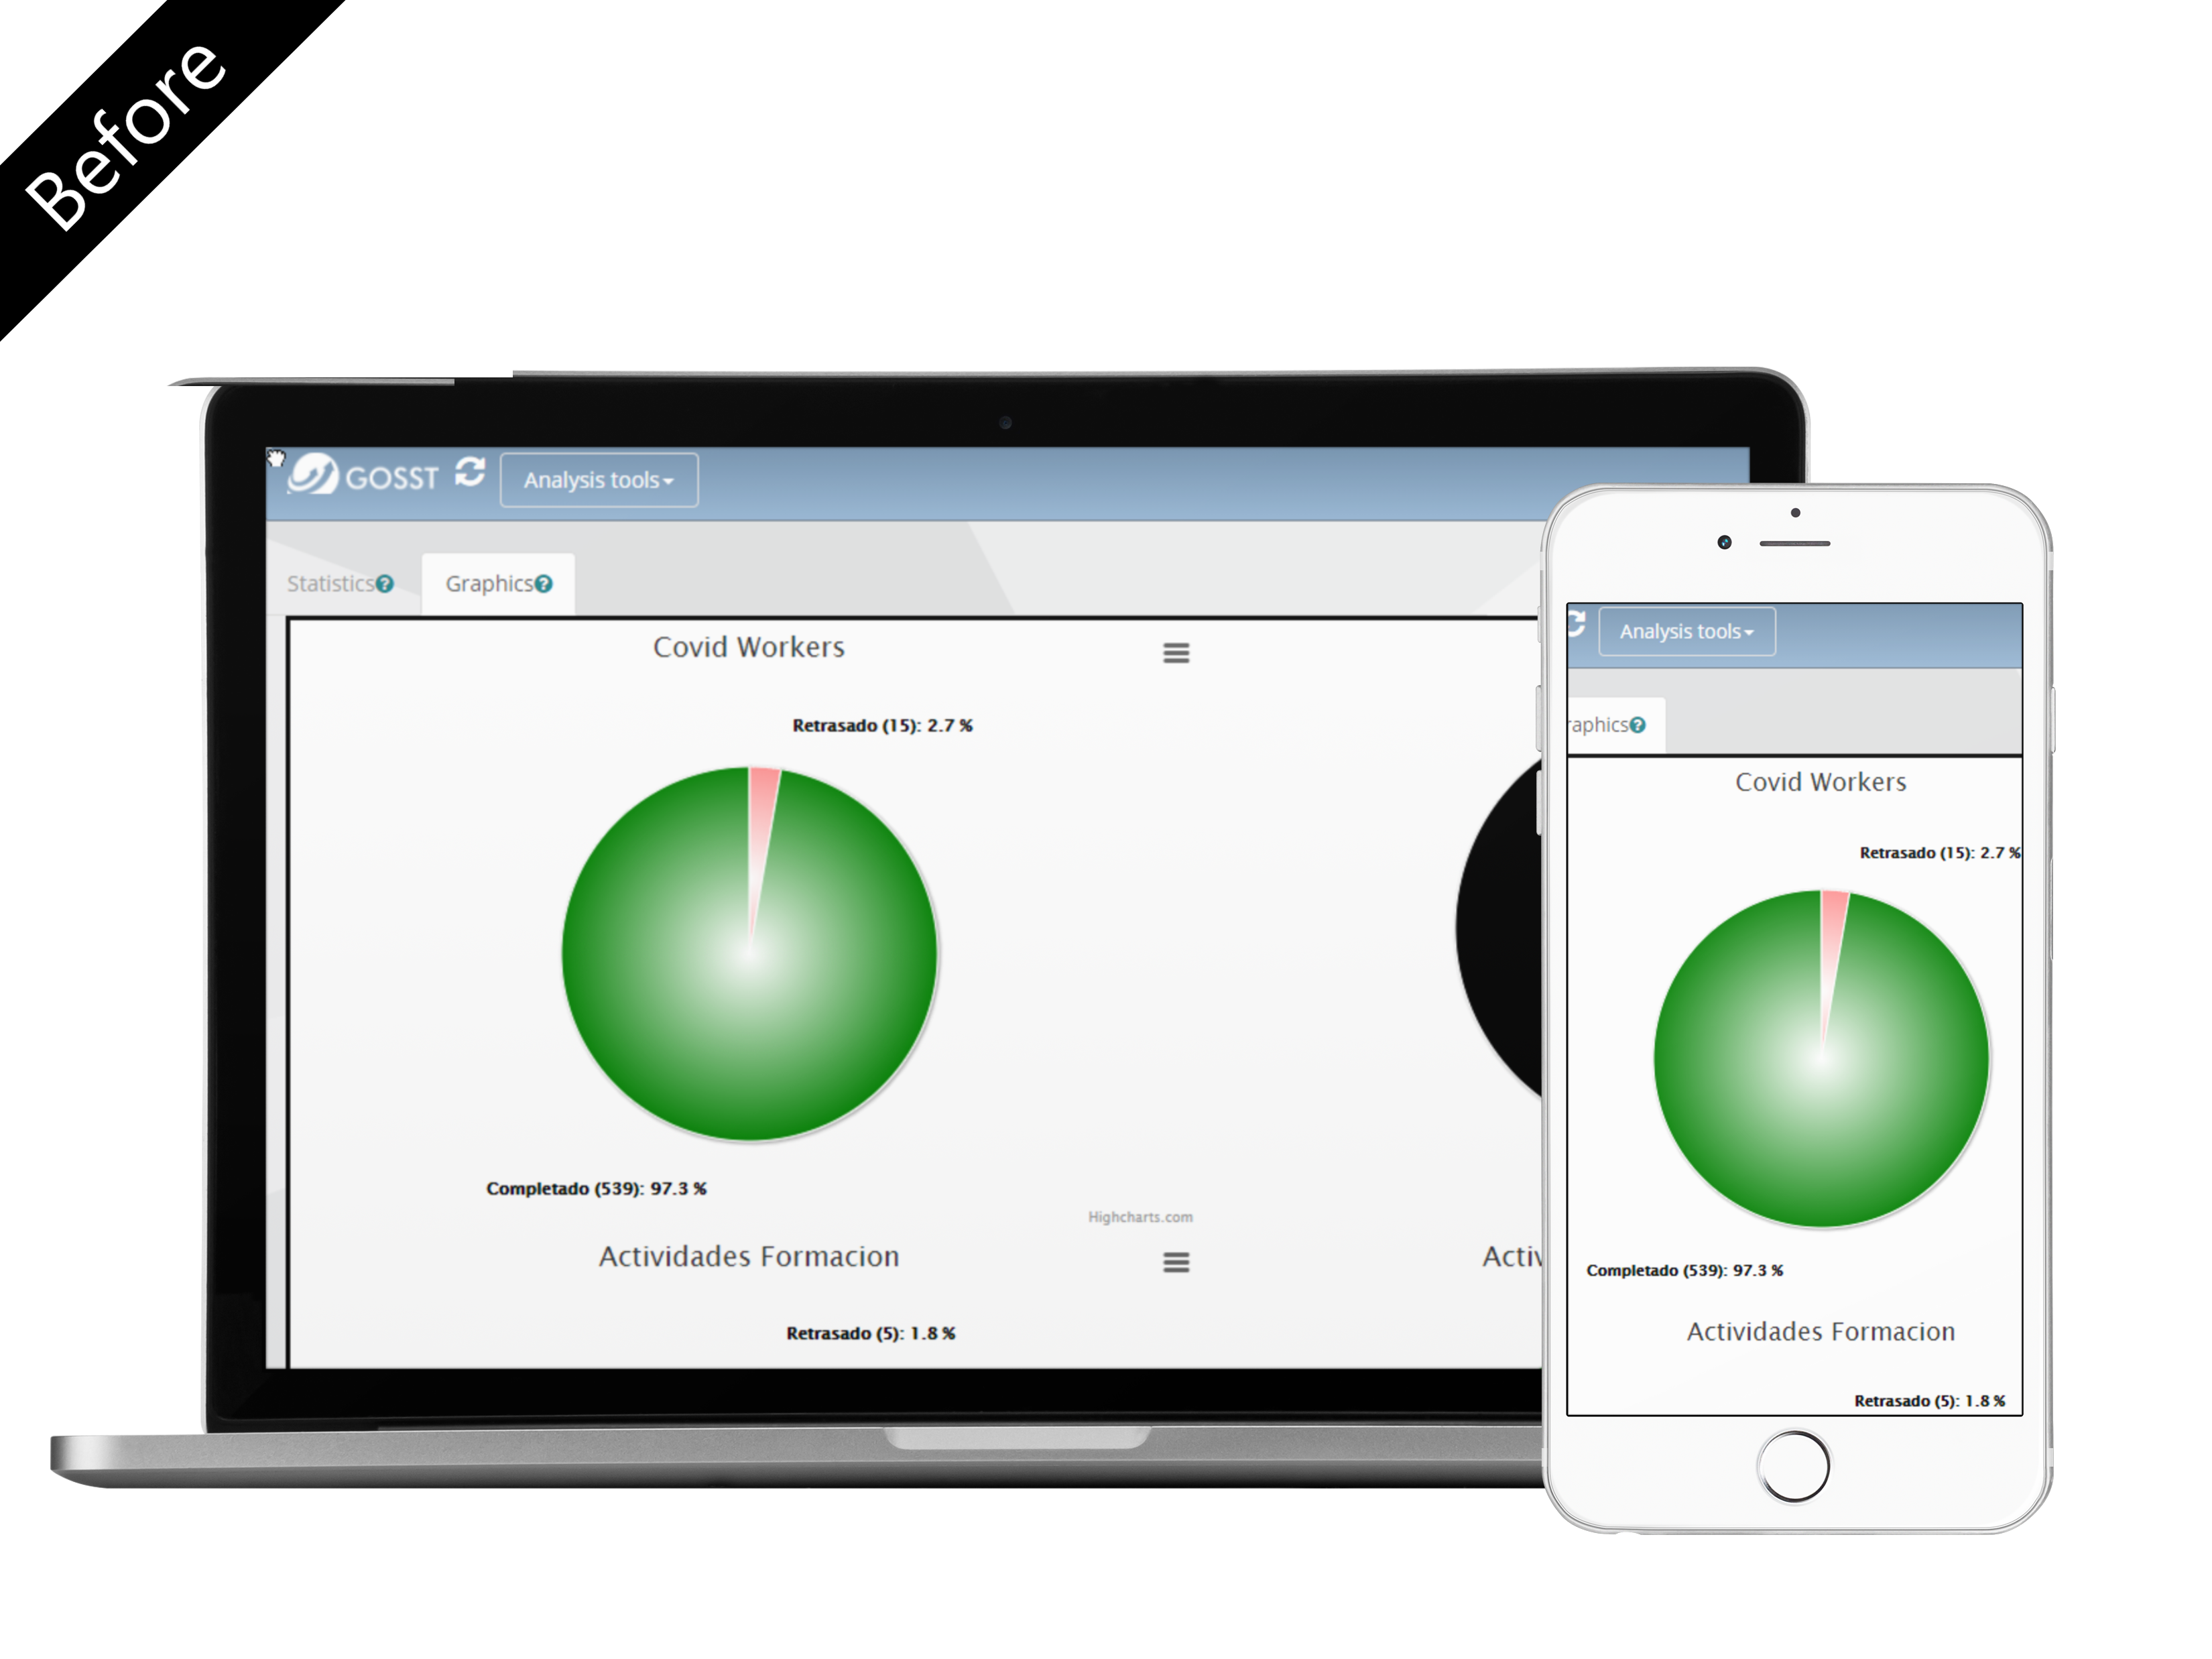 Before
GOSST Analysis tools
Statistics? Graphics?
Covid Workers
Retrasado (15): 2.7 %
Completado (539): 97.3 %
Highcharts.com
Actividades Formacion
Activ
Retrasado (5): 1.8 %
Analysis tools
raphics?
Covid Workers
Retrasado (15): 2.7 %
Completado (539): 97.3 %
Actividades Formacion
Retrasado (5): 1.8 %